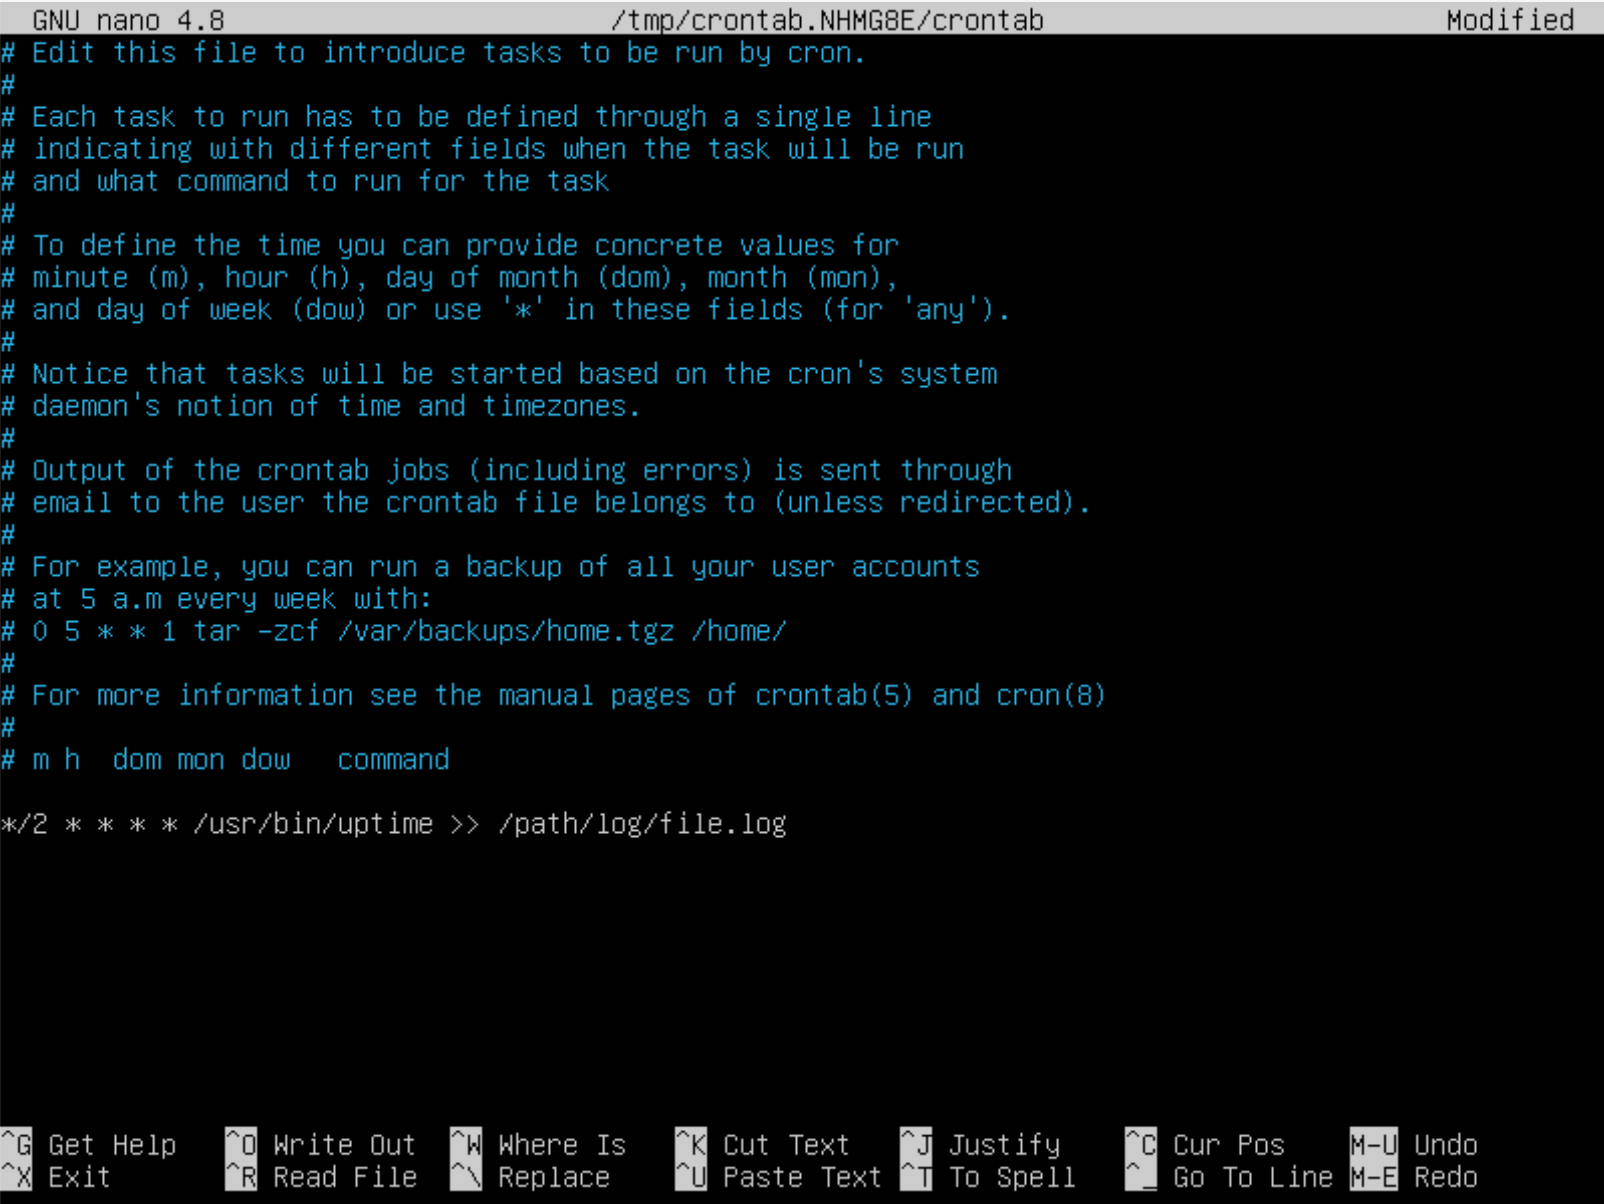 GNU nano 4.8 /tmp/crontab.NHMG8E/crontab Modified
# Edit this file to introduce tasks to be run by cron.
#
# Each task to run has to be defined through a single line
# indicating with different fields when the task will be run
# and what command to run for the task
#
# To define the time you can provide concrete values for
# minute (m), hour (h), day of month (dom), month (mon),
# and day of week (dow) or use '*' in these fields (for 'any').
#
# Notice that tasks will be started based on the cron's system
# daemon's notion of time and timezones.
#
# Output of the crontab jobs (including errors) is sent through
# email to the user the crontab file belongs to (unless redirected).
#
# For example, you can run a backup of all your user accounts
# at 5 a.m every week with:
# 0 5 * * 1 tar -zcf /var/backups/home.tgz /home/
#
# For more information see the manual pages of crontab(5) and cron(8)
#
# m h  dom mon dow   command
*/2 * * * * /usr/bin/uptime >> /path/log/file.log
^G Get Help ^O Write Out ^W Where Is ^K Cut Text ^J Justify ^C Cur Pos M-U Undo
^X Exit ^R Read File ^\ Replace ^U Paste Text ^T To Spell ^_ Go To Line M-E Redo